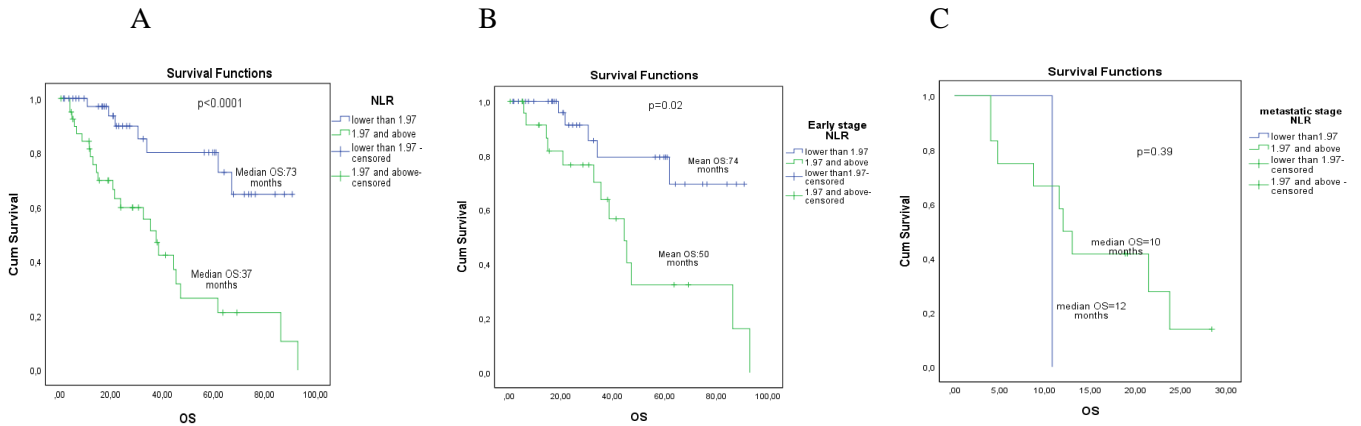 A
Survival Functions
p<0.0001
NLR
lower than 1.97
1.97 and above
lower than 1.97 -
censored
1.97 and above-
censored
Median OS:73
months
Median OS:37
months
Cum Survival
1,0
0,8
0,6
0,4
0,2
0,0
,00 20,00 40,00 60,00 80,00 100,00
OS
B
Survival Functions
p=0.02
Early stage
NLR
lower than 1.97
1.97 and above
lower than1.97-
censored
1.97 and above-
censored
Mean OS:74
months
Mean OS:50
months
Cum Survival
1,0
0,8
0,6
0,4
0,2
0,0
,00 20,00 40,00 60,00 80,00 100,00
OS
C
Survival Functions
p=0.39
metastatic stage
NLR
lower than1.97
1.97 and above
lower than 1.97-
censored
1.97 and above -
censored
median OS=10
months
median OS=12
months
Cum Survival
1,0
0,8
0,6
0,4
0,2
0,0
,00 5,00 10,00 15,00 20,00 25,00 30,00
OS